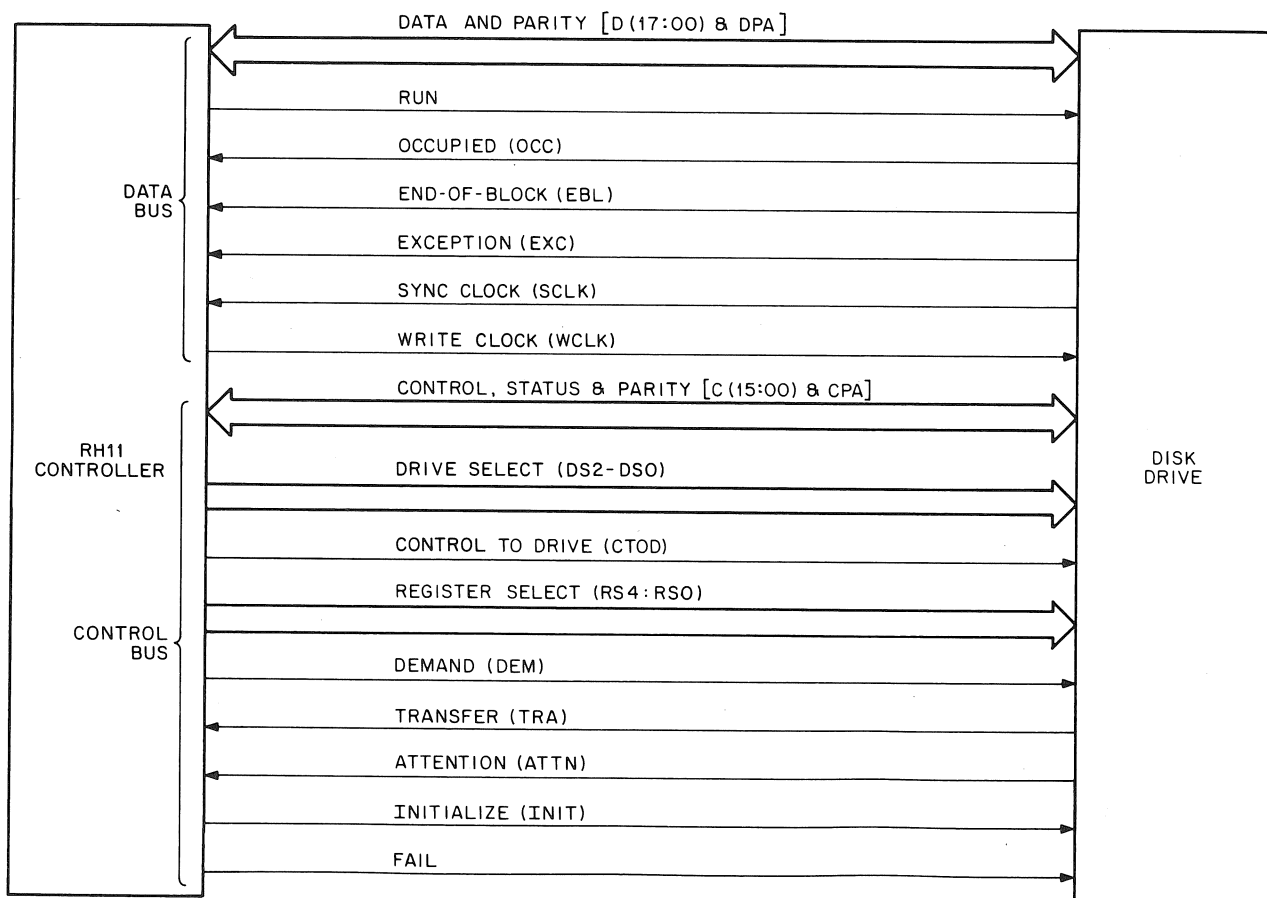 DATA AND PARITY [D(17:00) & DPA]
RUN
OCCUPIED (OCC)
END-OF-BLOCK (EBL)
EXCEPTION (EXC)
SYNC CLOCK (SCLK)
WRITE CLOCK (WCLK)
DATA
BUS
CONTROL, STATUS & PARITY [C(15:00) & CPA]
DRIVE SELECT (DS2-DS0)
CONTROL TO DRIVE (CTOD)
REGISTER SELECT (RS4:RS0)
DEMAND (DEM)
TRANSFER (TRA)
ATTENTION (ATTN)
INITIALIZE (INIT)
FAIL
RH11
CONTROLLER
CONTROL
BUS
DISK
DRIVE